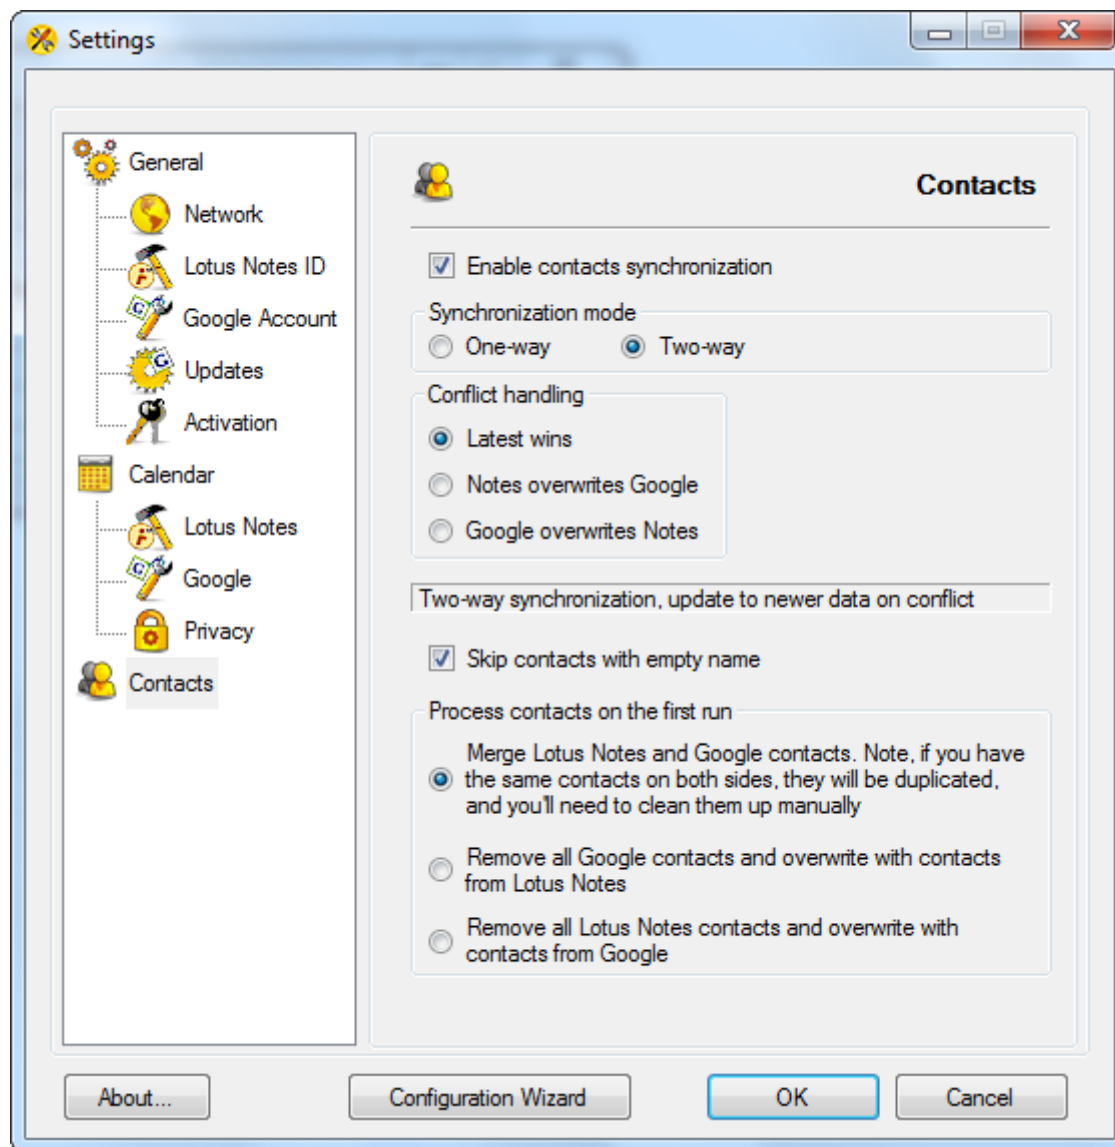 Settings
General
Network
Lotus Notes ID
Google Account
Updates
Activation
Calendar
Lotus Notes
Google
Privacy
Contacts
Contacts
Enable contacts synchronization
Synchronization mode
One-way
Two-way
Conflict handling
Latest wins
Notes overwrites Google
Google overwrites Notes
Two-way synchronization, update to newer data on conflict
Skip contacts with empty name
Process contacts on the first run
Merge Lotus Notes and Google contacts. Note, if you have
the same contacts on both sides, they will be duplicated,
and you'll need to clean them up manually
Remove all Google contacts and overwrite with contacts
from Lotus Notes
Remove all Lotus Notes contacts and overwrite with
contacts from Google
About...
Configuration Wizard
OK
Cancel